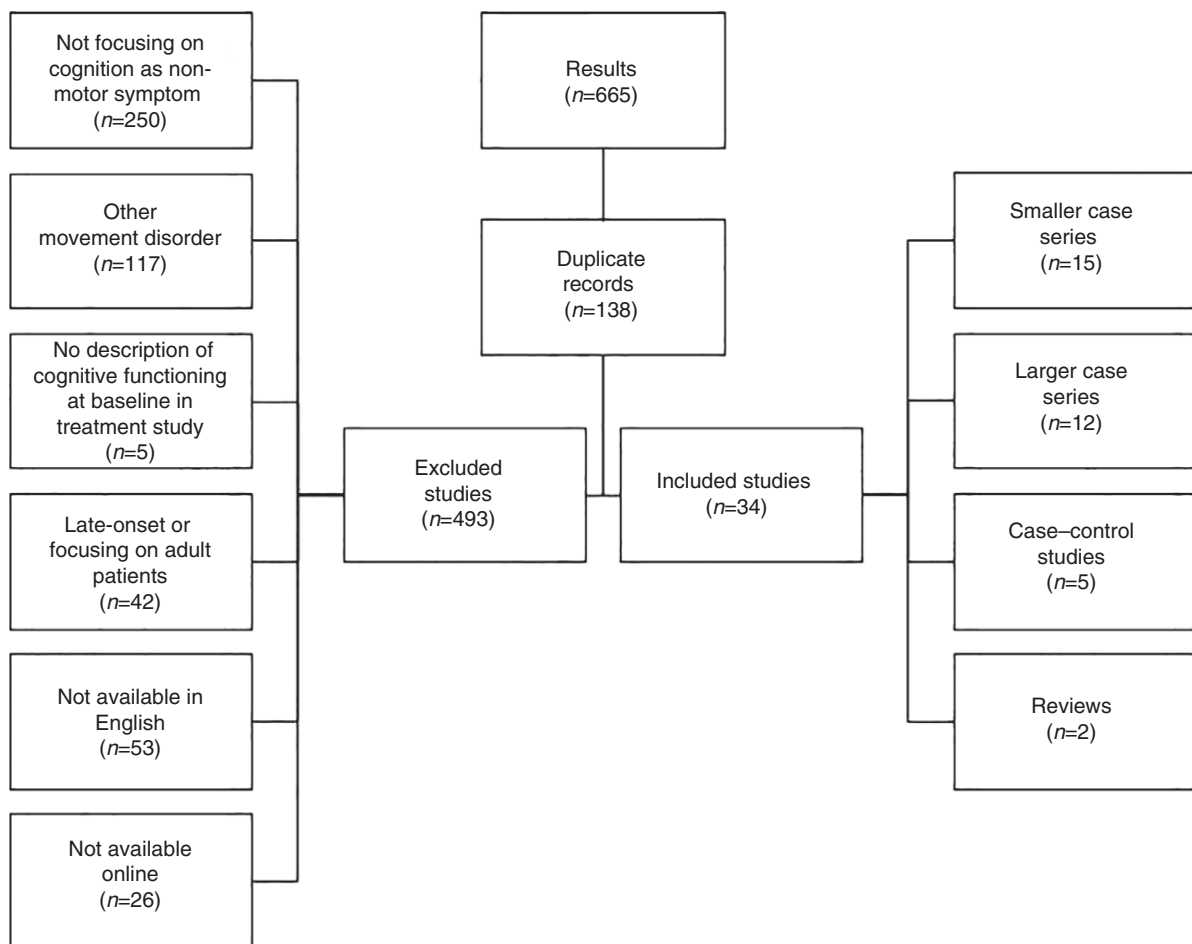 Not focusing on
cognition as non-
motor symptom
(n=250)
Other
movement disorder
(n=117)
No description of
cognitive functioning
at baseline in
treatment study
(n=5)
Late-onset or
focusing on adult
patients
(n=42)
Not available in
English
(n=53)
Not available
online
(n=26)
Results
(n=665)
Duplicate
records
(n=138)
Excluded
studies
(n=493)
Included studies
(n=34)
Smaller case
series
(n=15)
Larger case
series
(n=12)
Case–control
studies
(n=5)
Reviews
(n=2)